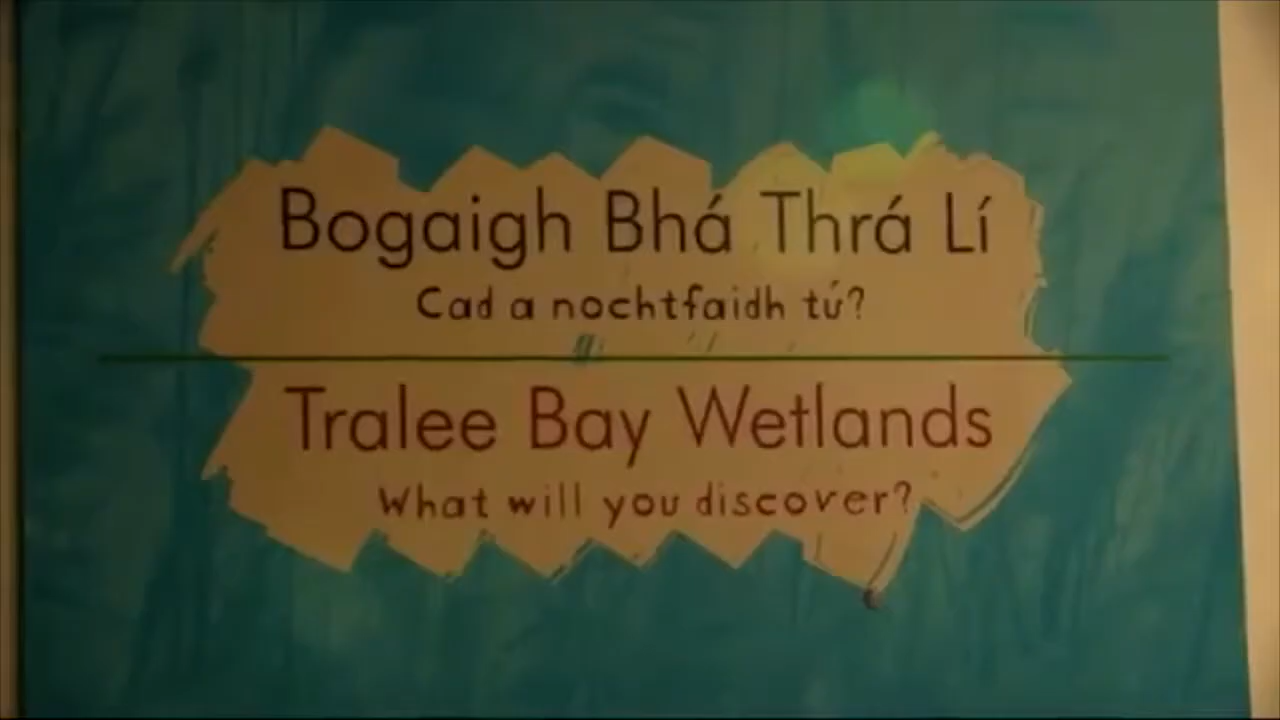 Bogaigh Bhá Thrá Lí
Cad a nochtfaidh tú?
Tralee Bay Wetlands
What will you discover?